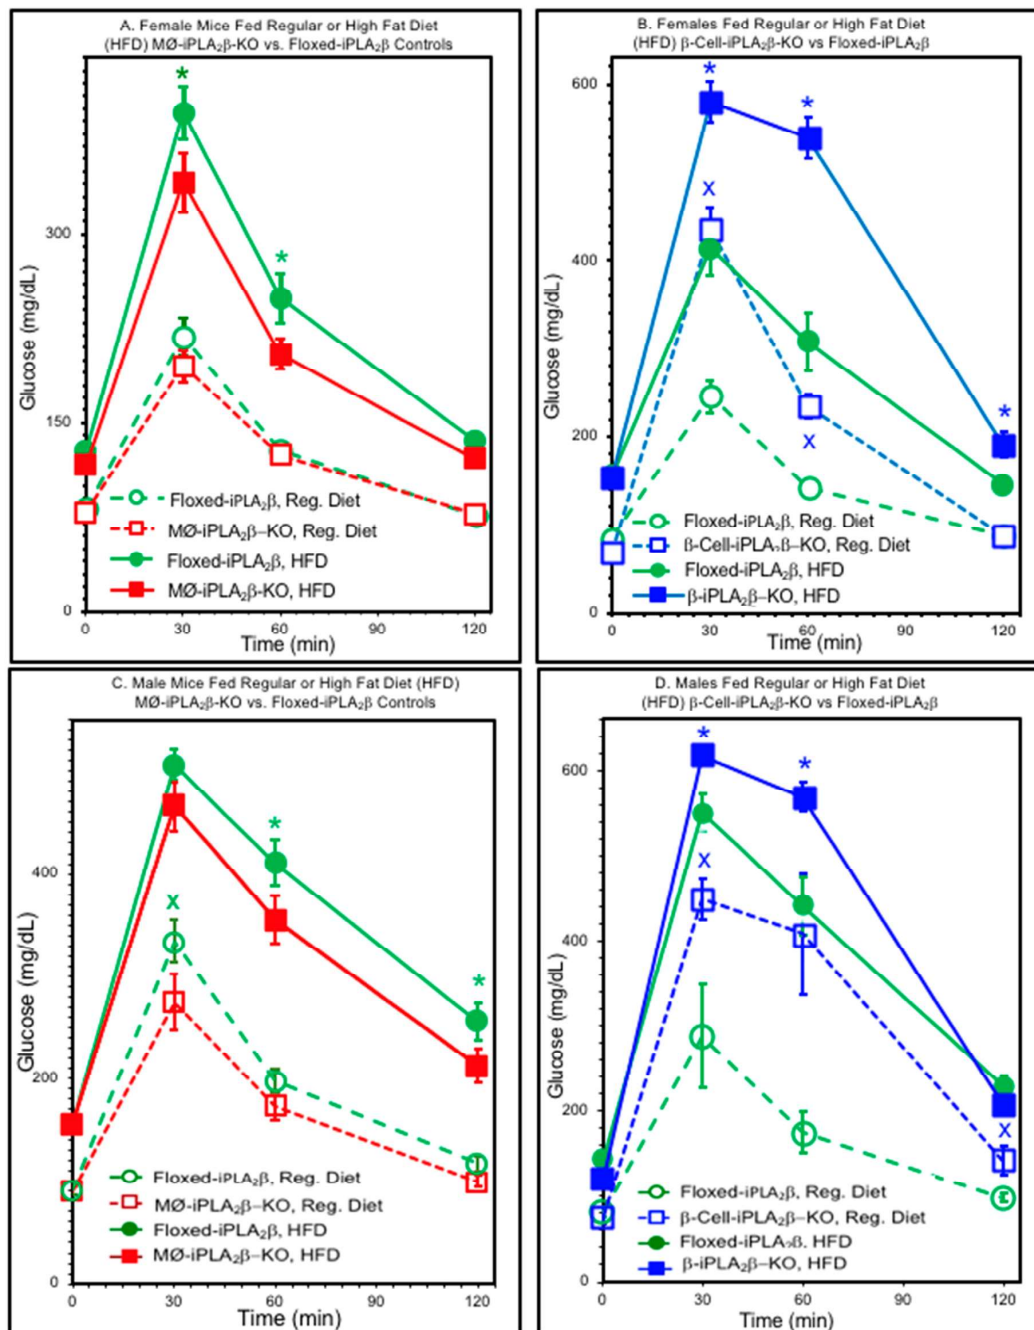 A. Female Mice Fed Regular or High Fat Diet
(HFD) MØ-iPLA₂β-KO vs. Floxed-iPLA₂β Controls
*
*
300
150
0
Glucose (mg/dL)
Floxed-iPLA₂β, Reg. Diet
MØ-iPLA₂β–KO, Reg. Diet
Floxed-iPLA₂β, HFD
MØ-iPLA₂β-KO, HFD
0 30 60 90 120
Time (min)
B. Females Fed Regular or High Fat Diet
(HFD) β-Cell-iPLA₂β-KO vs Floxed-iPLA₂β
600
*
*
x
400
x
*
200
0
Glucose (mg/dL)
Floxed-iPLA₂β, Reg. Diet
β-Cell-iPLA₂β–KO, Reg. Diet
Floxed-iPLA₂β, HFD
β-iPLA₂β–KO, HFD
0 30 60 90 120
Time (min)
C. Male Mice Fed Regular or High Fat Diet (HFD)
MØ-iPLA₂β-KO vs. Floxed-iPLA₂β Controls
*
400
x
*
200
0
Glucose (mg/dL)
Floxed-iPLA₂β, Reg. Diet
MØ-iPLA₂β–KO, Reg. Diet
Floxed-iPLA₂β, HFD
MØ-iPLA₂β-KO, HFD
0 30 60 90 120
Time (min)
D. Males Fed Regular or High Fat Diet
(HFD) β-Cell-iPLA₂β-KO vs Floxed-iPLA₂β
*
*
600
x
400
200
x
0
Glucose (mg/dL)
Floxed-iPLA₂β, Reg. Diet
β-Cell-iPLA₂β–KO, Reg. Diet
Floxed-iPLA₂β, HFD
β-iPLA₂β–KO, HFD
0 30 60 90 120
Time (min)